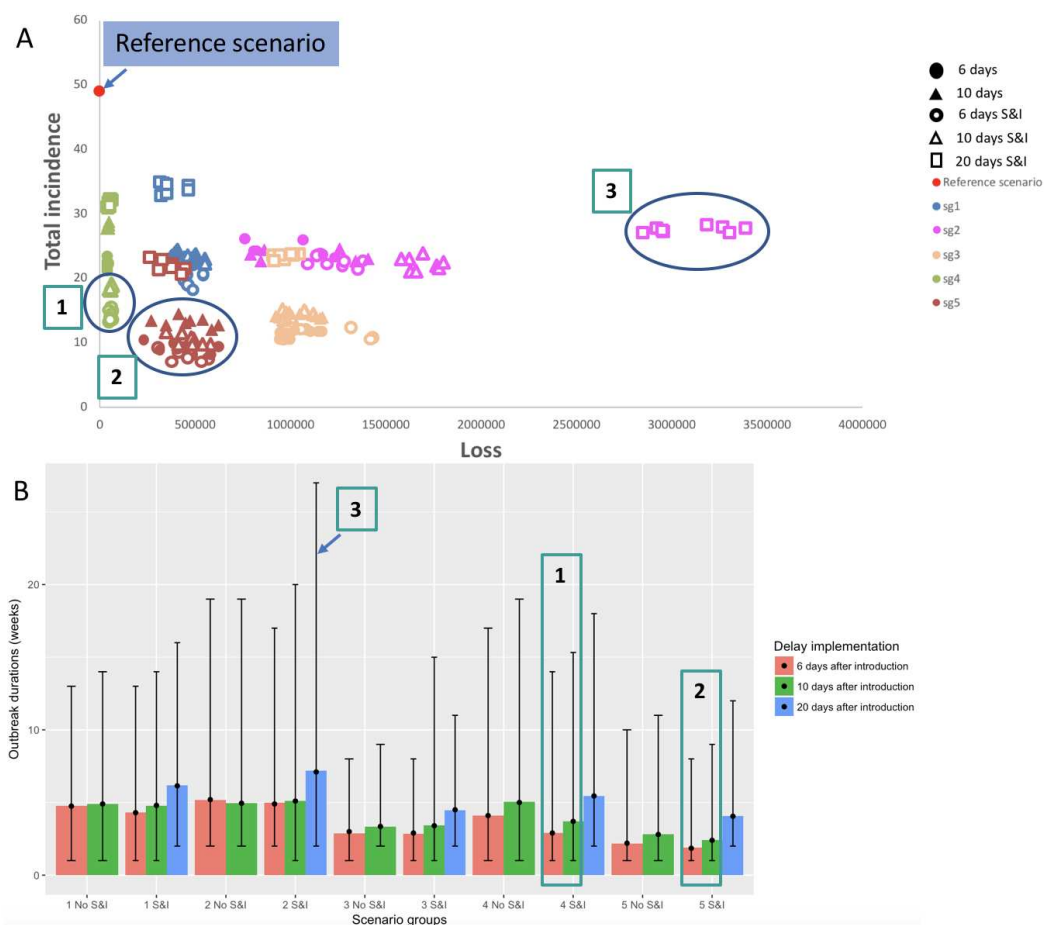 A
Reference scenario
Total incindence
60
50
40
30
20
10
0
0 500000 1000000 1500000 2000000 2500000 3000000 3500000 4000000
Loss
1
2
3
6 days
10 days
6 days S&I
10 days S&I
20 days S&I
Reference scenario
sg1
sg2
sg3
sg4
sg5
B
Outbreak durations (weeks)
20
10
0
3
1
2
1 No S&I 1 S&I 2 No S&I 2 S&I 3 No S&I 3 S&I 4 No S&I 4 S&I 5 No S&I 5 S&I
Scenario groups
Delay implementation
6 days after introduction
10 days after introduction
20 days after introduction